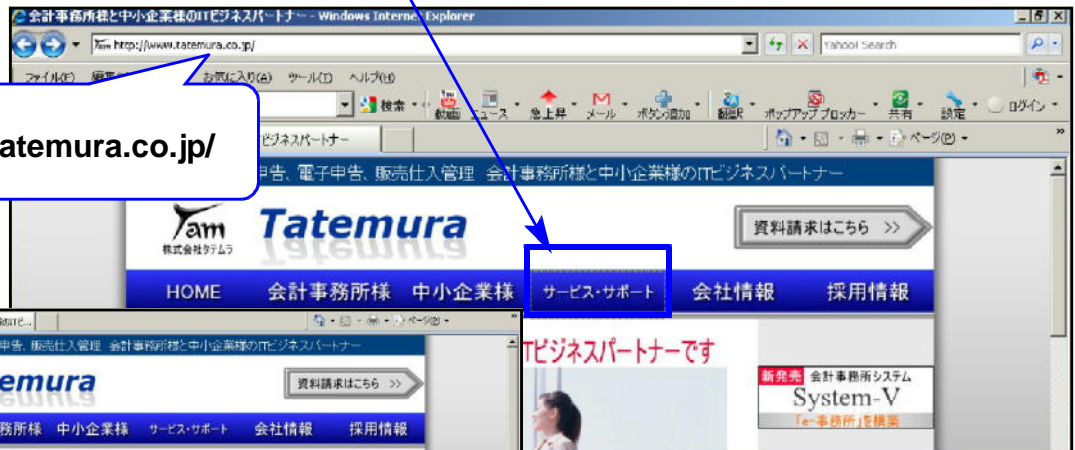 会計事務所様と中小企業様のITビジネスパートナー - Windows Internet Explorer
http://www.tatemura.co.jp/
Yahoo! Search
ファイル(F) お気に入り(A) ツール(T) ヘルプ(H)
検索 動画 ニュース 急上昇 メール ボタンの追加 翻訳 ポップアップブロッカー 共有 設定 ログイン
atemura.co.jp/
ビジネスパートナー
ページ(P)
申告、電子申告、販売仕入管理 会計事務所様と中小企業様のITビジネスパートナー
Tam
株式会社タテムラ
Tatemura
資料請求はこちら >>
HOME 会計事務所様 中小企業様 サービス・サポート 会社情報 採用情報
ページ(P)
申告、販売仕入管理 会計事務所様と中小企業様のITビジネスパートナー
emura
資料請求はこちら >>
務所様 中小企業様 サービス・サポート 会社情報 採用情報
ITビジネスパートナーです
新発売 会計事務所システム
System-V
「e-事務所」を構築